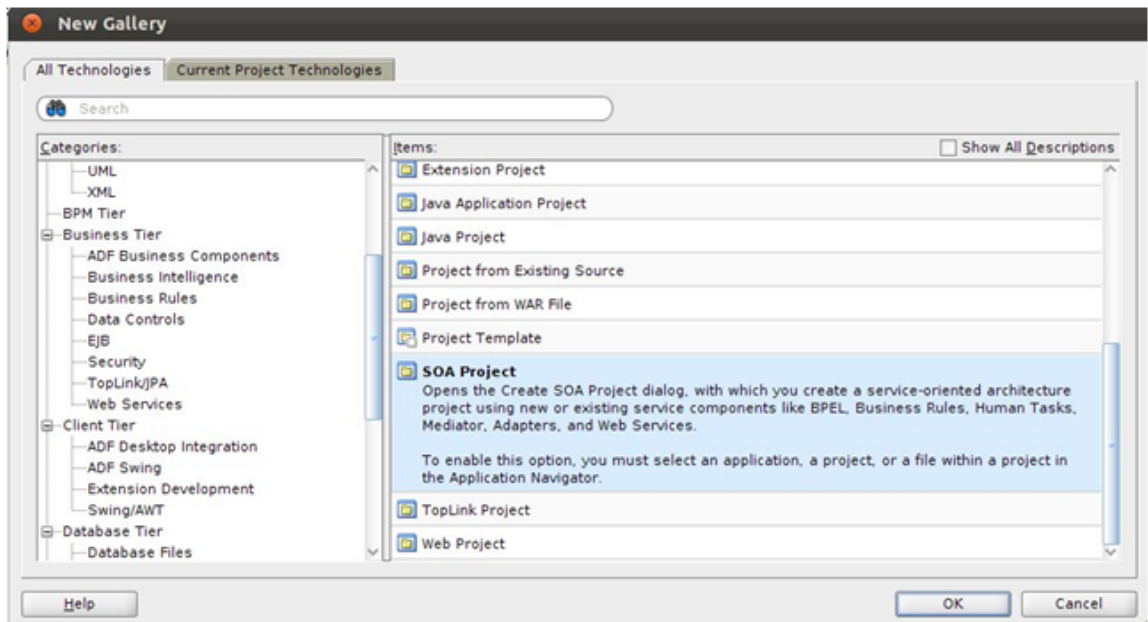 New Gallery
All Technologies
Current Project Technologies
Search
Categories:
UML
XML
BPM Tier
Business Tier
ADF Business Components
Business Intelligence
Business Rules
Data Controls
EJB
Security
TopLink/JPA
Web Services
Client Tier
ADF Desktop Integration
ADF Swing
Extension Development
Swing/AWT
Database Tier
Database Files
Items:
Show All Descriptions
Extension Project
Java Application Project
Java Project
Project from Existing Source
Project from WAR File
Project Template
SOA Project
Opens the Create SOA Project dialog, with which you create a service-oriented architecture
project using new or existing service components like BPEL, Business Rules, Human Tasks,
Mediator, Adapters, and Web Services.
To enable this option, you must select an application, a project, or a file within a project in
the Application Navigator.
TopLink Project
Web Project
Help
OK
Cancel